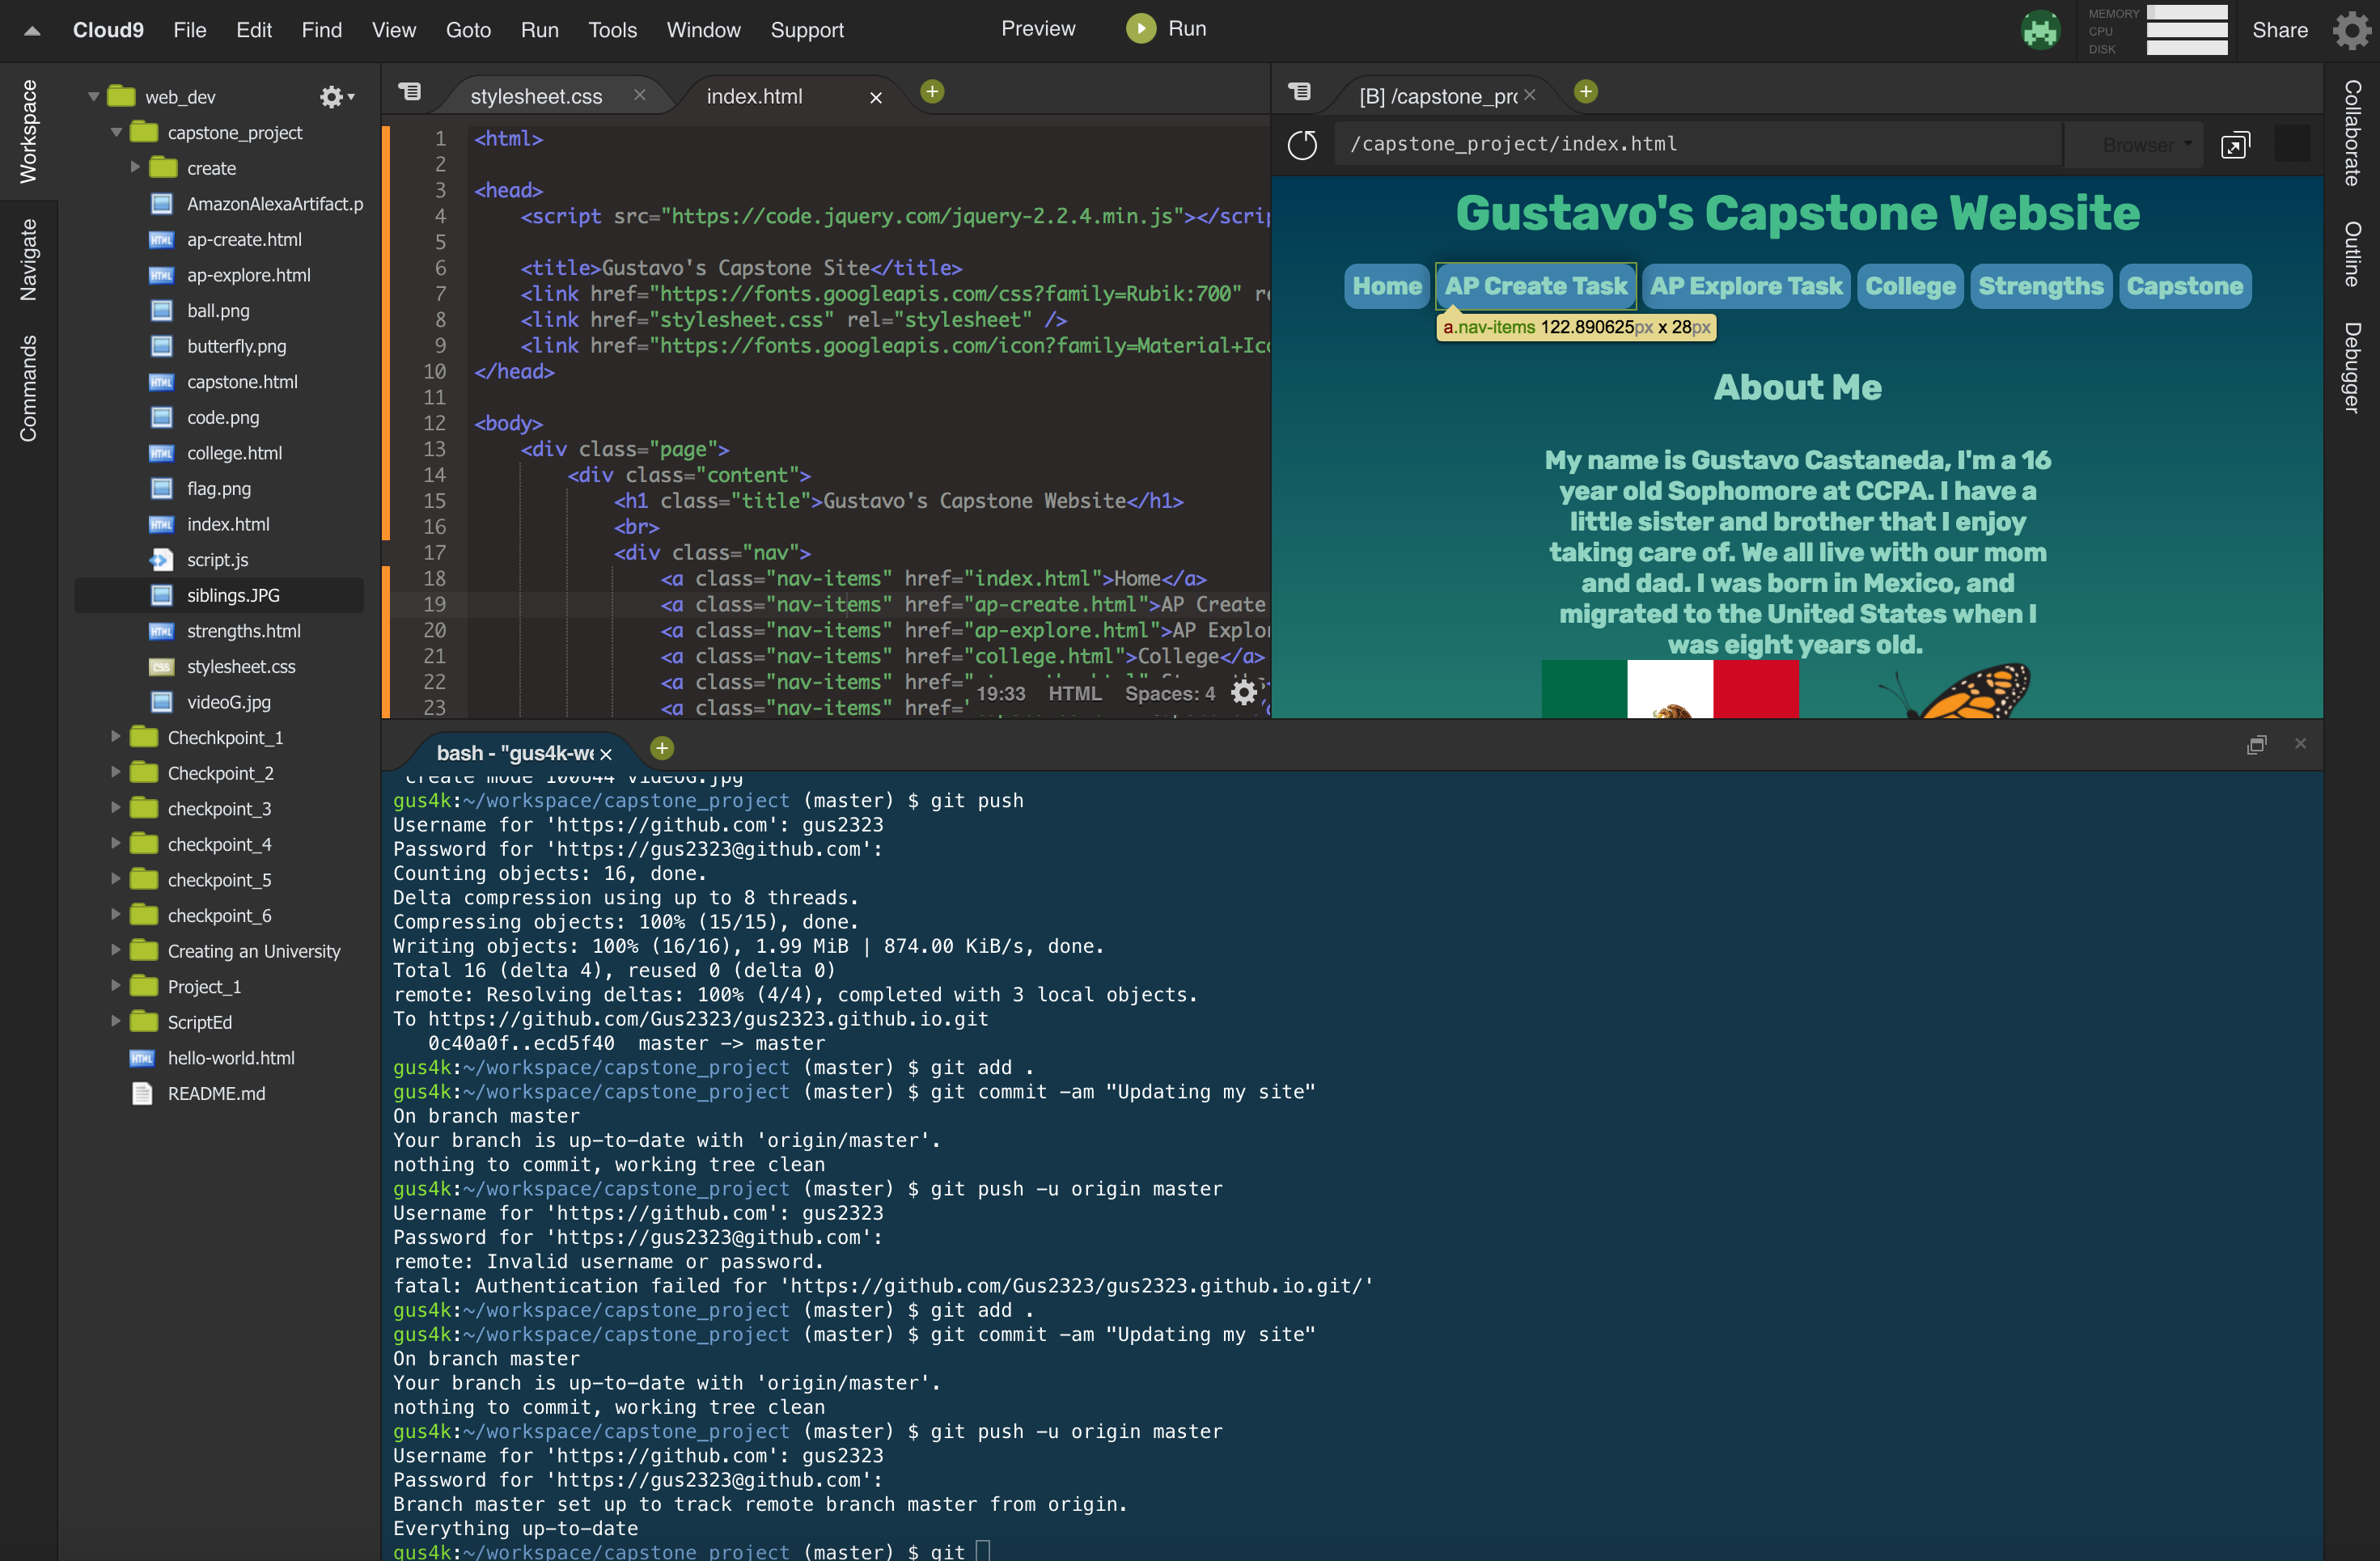 Cloud9 File Edit Find View Goto Run Tools Window Support Preview Run MEMORY CPU DISK Share
Workspace
Navigate
Commands
web_dev
capstone_project
create
AmazonAlexaArtifact.p
ap-create.html
ap-explore.html
ball.png
butterfly.png
capstone.html
code.png
college.html
flag.png
index.html
script.js
siblings.JPG
strengths.html
stylesheet.css
videoG.jpg
Chechkpoint_1
Checkpoint_2
checkpoint_3
checkpoint_4
checkpoint_5
checkpoint_6
Creating an University
Project_1
ScriptEd
hello-world.html
README.md
stylesheet.css index.html
1 <html>
2
3 <head>
4 <script src="https://code.jquery.com/jquery-2.2.4.min.js"></scrip
5
6 <title>Gustavo's Capstone Site</title>
7 <link href="https://fonts.googleapis.com/css?family=Rubik:700" re
8 <link href="stylesheet.css" rel="stylesheet" />
9 <link href="https://fonts.googleapis.com/icon?family=Material+Ico
10 </head>
11
12 <body>
13 <div class="page">
14 <div class="content">
15 <h1 class="title">Gustavo's Capstone Website</h1>
16 <br>
17 <div class="nav">
18 <a class="nav-items" href="index.html">Home</a>
19 <a class="nav-items" href="ap-create.html">AP Create
20 <a class="nav-items" href="ap-explore.html">AP Explor
21 <a class="nav-items" href="college.html">College</a>
22 <a class="nav-items" href="
23 <a class="nav-items" href="
19:33 HTML Spaces: 4
[B] /capstone_pro
/capstone_project/index.html Browser
Gustavo's Capstone Website
Home AP Create Task AP Explore Task College Strengths Capstone
a.nav-items 122.890625px x 28px
About Me
My name is Gustavo Castaneda, I'm a 16
year old Sophomore at CCPA. I have a
little sister and brother that I enjoy
taking care of. We all live with our mom
and dad. I was born in Mexico, and
migrated to the United States when I
was eight years old.
Collaborate
Outline
Debugger
bash - "gus4k-we
create mode 100644 videoG.jpg
gus4k:~/workspace/capstone_project (master) $ git push
Username for 'https://github.com': gus2323
Password for 'https://gus2323@github.com':
Counting objects: 16, done.
Delta compression using up to 8 threads.
Compressing objects: 100% (15/15), done.
Writing objects: 100% (16/16), 1.99 MiB | 874.00 KiB/s, done.
Total 16 (delta 4), reused 0 (delta 0)
remote: Resolving deltas: 100% (4/4), completed with 3 local objects.
To https://github.com/Gus2323/gus2323.github.io.git
0c40a0f..ecd5f40 master -> master
gus4k:~/workspace/capstone_project (master) $ git add .
gus4k:~/workspace/capstone_project (master) $ git commit -am "Updating my site"
On branch master
Your branch is up-to-date with 'origin/master'.
nothing to commit, working tree clean
gus4k:~/workspace/capstone_project (master) $ git push -u origin master
Username for 'https://github.com': gus2323
Password for 'https://gus2323@github.com':
remote: Invalid username or password.
fatal: Authentication failed for 'https://github.com/Gus2323/gus2323.github.io.git/'
gus4k:~/workspace/capstone_project (master) $ git add .
gus4k:~/workspace/capstone_project (master) $ git commit -am "Updating my site"
On branch master
Your branch is up-to-date with 'origin/master'.
nothing to commit, working tree clean
gus4k:~/workspace/capstone_project (master) $ git push -u origin master
Username for 'https://github.com': gus2323
Password for 'https://gus2323@github.com':
Branch master set up to track remote branch master from origin.
Everything up-to-date
gus4k:~/workspace/capstone_project (master) $ git